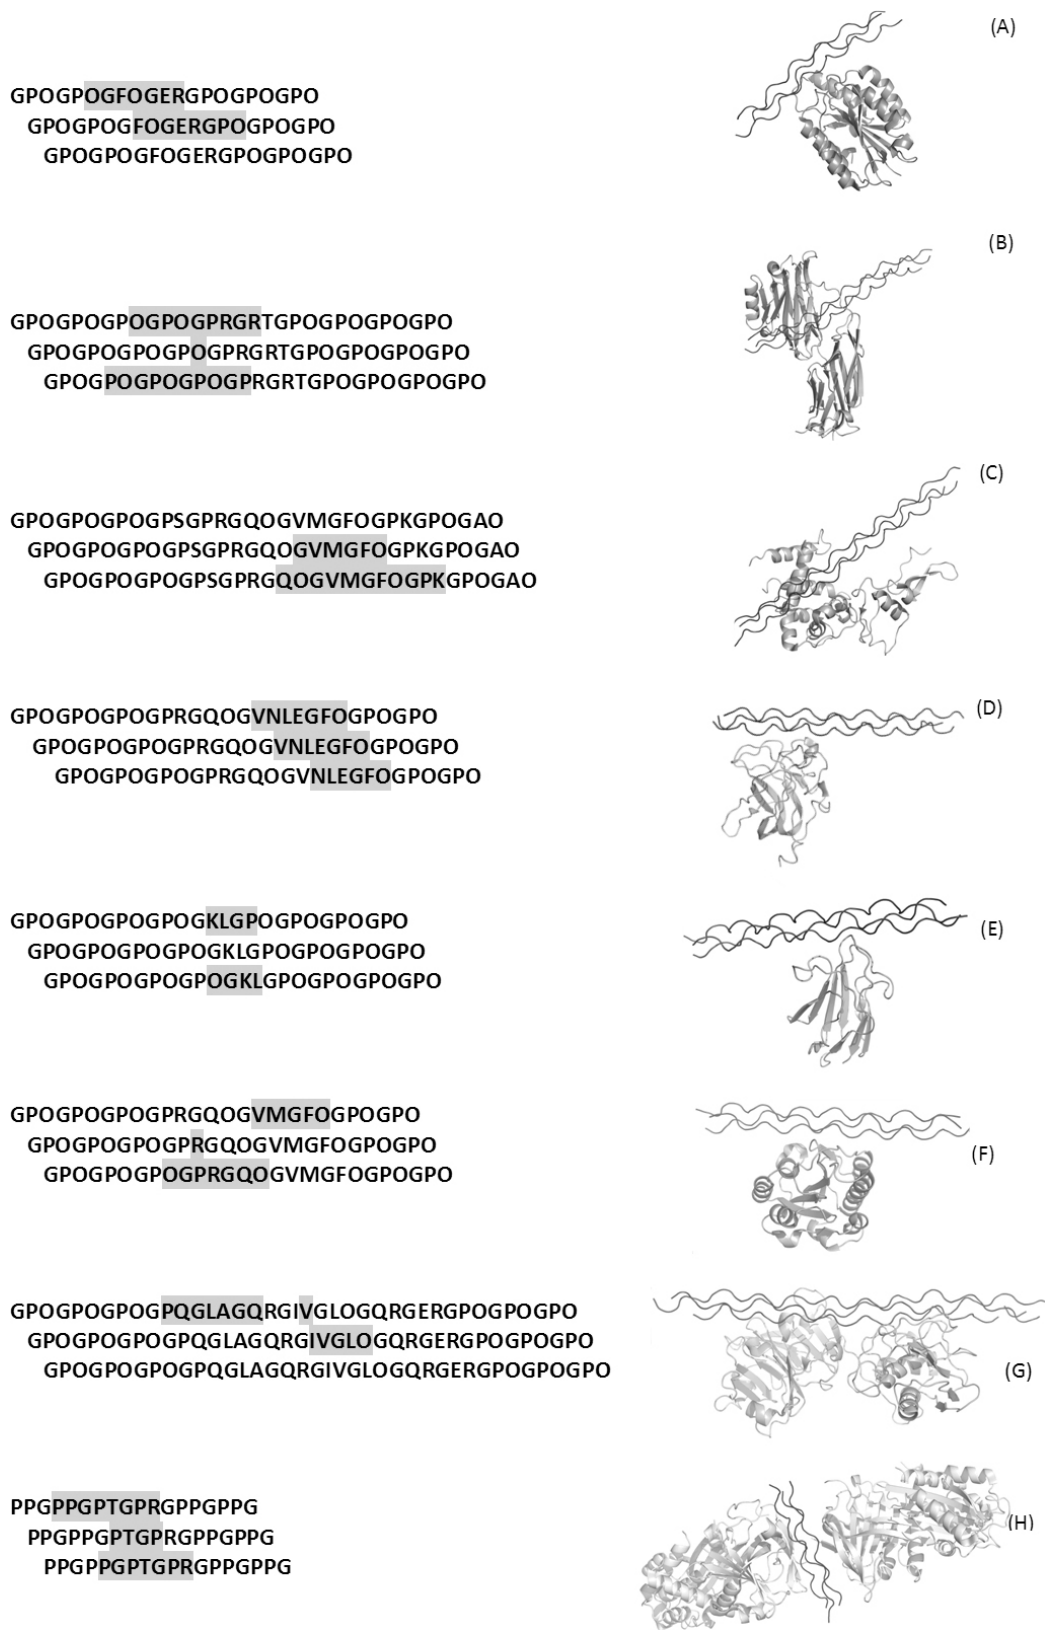 (A)
GPOGPOGFOGERGPOGPOGPO
GPOGPOGFOGERGPOGPOGPO
GPOGPOGFOGERGPOGPOGPO
(B)
GPOGPOGPOGPOGPRGRTGPOGPOGPOGPO
GPOGPOGPOGPOGPRGRTGPOGPOGPOGPO
GPOGPOGPOGPOGPRGRTGPOGPOGPOGPO
(C)
GPOGPOGPOGPSGPRGQOGVMGFOGPKGPOGAO
GPOGPOGPOGPSGPRGQOGVMGFOGPKGPOGAO
GPOGPOGPOGPSGPRGQOGVMGFOGPKGPOGAO
(D)
GPOGPOGPOGPRGQOGVNLEGFOGPOGPO
GPOGPOGPOGPRGQOGVNLEGFOGPOGPO
GPOGPOGPOGPRGQOGVNLEGFOGPOGPO
(E)
GPOGPOGPOGPOGKLGPOGPOGPOGPO
GPOGPOGPOGPOGKLGPOGPOGPOGPO
GPOGPOGPOGPOGKLGPOGPOGPOGPO
(F)
GPOGPOGPOGPRGQOGVMGFOGPOGPO
GPOGPOGPOGPRGQOGVMGFOGPOGPO
GPOGPOGPOGPRGQOGVMGFOGPOGPO
(G)
GPOGPOGPOGPQGLAGQRGIVGLOGQRGERGPOGPOGPO
GPOGPOGPOGPQGLAGQRGIVGLOGQRGERGPOGPOGPO
GPOGPOGPOGPQGLAGQRGIVGLOGQRGERGPOGPOGPO
(H)
PPGPPGPTGPRGPPGPPG
PPGPPGPTGPRGPPGPPG
PPGPPGPTGPRGPPGPPG